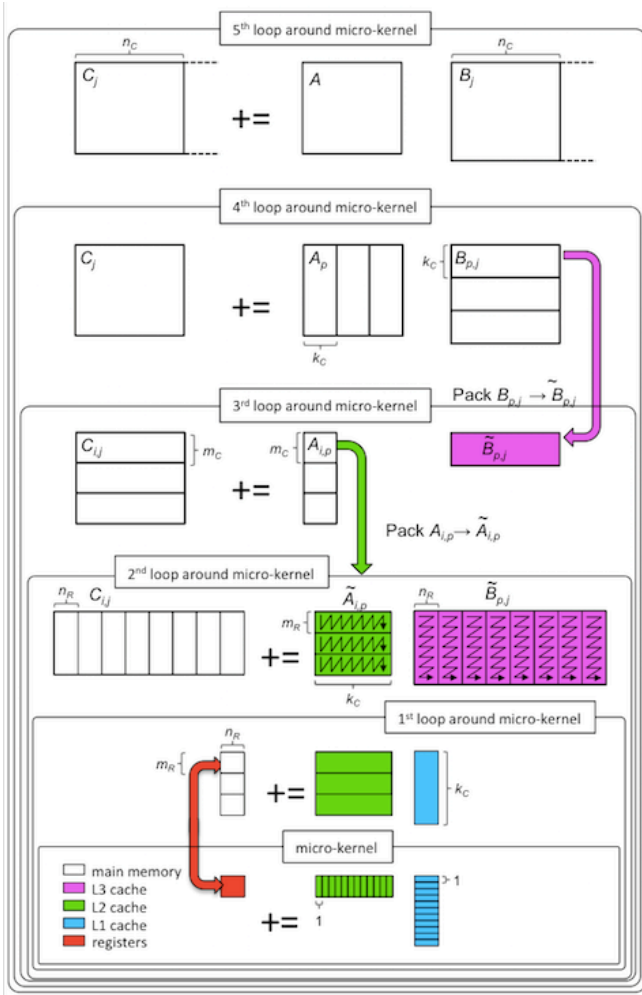 5th loop around micro-kernel
n_C n_C
C_j A B_j
+=
4th loop around micro-kernel
C_j A_p B_p,j
k_C
+=
k_C
Pack B_p,j → B̃_p,j
3rd loop around micro-kernel
C_i,j m_C m_C A_i,p B̃_p,j
+=
Pack A_i,p → Ã_i,p
2nd loop around micro-kernel
n_R C_i,j Ã_i,p n_R B̃_p,j
m_R
+=
k_C
1st loop around micro-kernel
n_R
m_R
+= k_C
micro-kernel
main memory
L3 cache
L2 cache
L1 cache
registers
+=
1
1